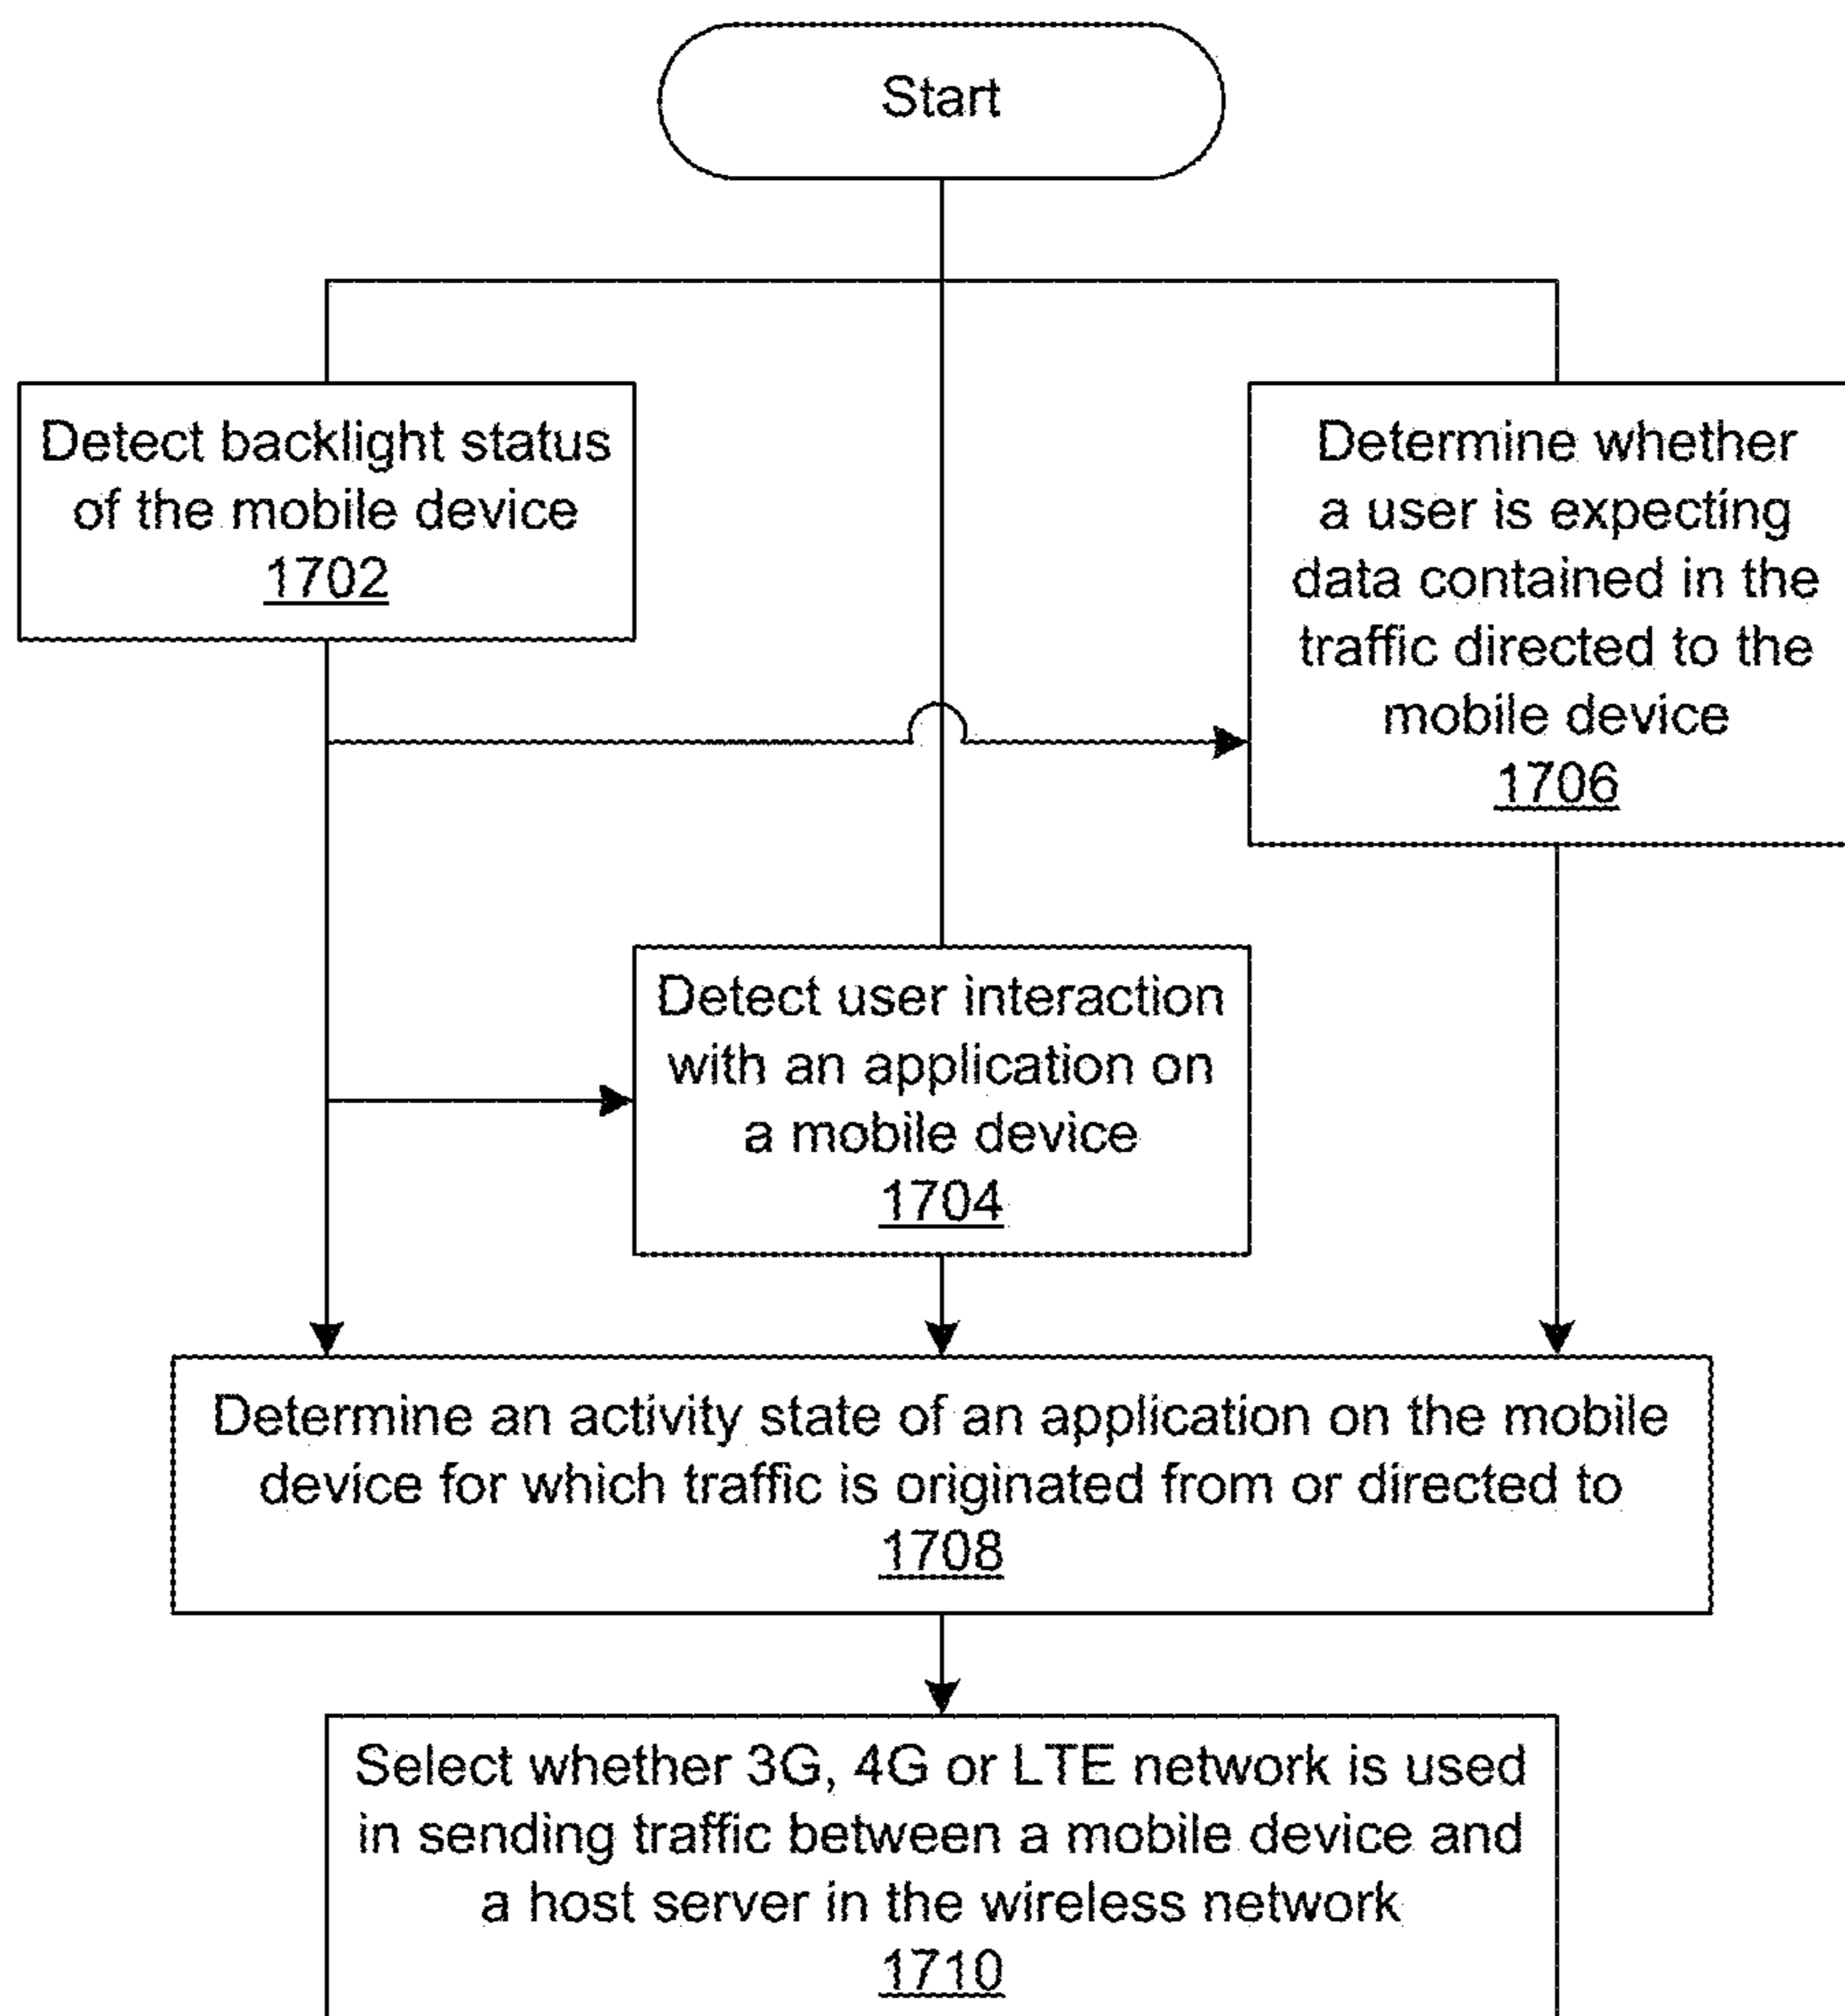 Start
Detect backlight status
of the mobile device
1702
Determine whether
a user is expecting
data contained in the
traffic directed to the
mobile device
1706
Detect user interaction
with an application on
a mobile device
1704
Determine an activity state of an application on the mobile
device for which traffic is originated from or directed to
1708
Select whether 3G, 4G or LTE network is used
in sending traffic between a mobile device and
a host server in the wireless network
1710